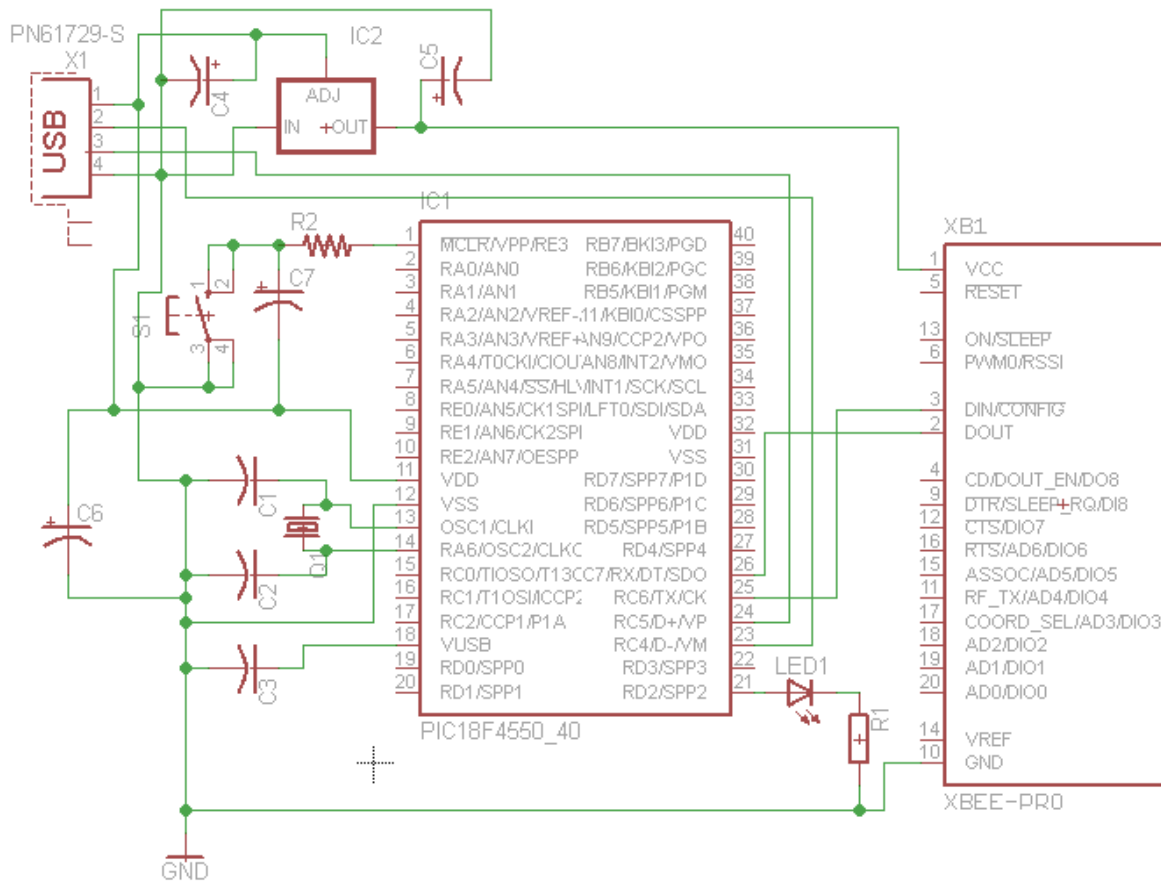 PN61729-S
X1
USB
1
2
3
4
C4
IC2
ADJ
IN
OUT
C5
R2
S1
1
2
3
4
C7
C6
C1
Q1
C2
C3
GND
IC1
1 MCLR/VPP/RE3 RB7/BKI3/PGD 40
2 RA0/AN0 RB6/KBI2/PGC 39
3 RA1/AN1 RB5/KBI1/PGM 38
4 RA2/AN2/VREF-.11/KBI0/CSSPP 37
5 RA3/AN3/VREF+AN9/CCP2/VPO 36
6 RA4/T0CKI/CIOUAN8/INT2/VMO 35
7 RA5/AN4/SS/HLVINT1/SCK/SCL 34
8 RE0/AN5/CK1SPI/LFT0/SDI/SDA 33
9 RE1/AN6/CK2SPI VDD 32
10 RE2/AN7/OESPP VSS 31
11 VDD RD7/SPP7/P1D 30
12 VSS RD6/SPP6/P1C 29
13 OSC1/CLKI RD5/SPP5/P1B 28
14 RA6/OSC2/CLKO RD4/SPP4 27
15 RC0/TIOSO/T13CC7/RX/DT/SDO 26
16 RC1/T1OSI/ICCP2 RC6/TX/CK 25
17 RC2/CCP1/P1A RC5/D+/VP 24
18 VUSB RC4/D-/VM 23
19 RD0/SPP0 RD3/SPP3 22
20 RD1/SPP1 RD2/SPP2 21
PIC18F4550_40
LED1
R1
XB1
1 VCC
5 RESET
13 ON/SLEEP
6 PWM0/RSSI
3 DIN/CONFIG
2 DOUT
4 CD/DOUT_EN/DO8
9 DTR/SLEEP_RQ/DI8
12 CTS/DIO7
16 RTS/AD6/DIO6
15 ASSOC/AD5/DIO5
11 RF_TX/AD4/DIO4
17 COORD_SEL/AD3/DIO3
18 AD2/DIO2
19 AD1/DIO1
20 AD0/DIO0
14 VREF
10 GND
XBEE-PRO